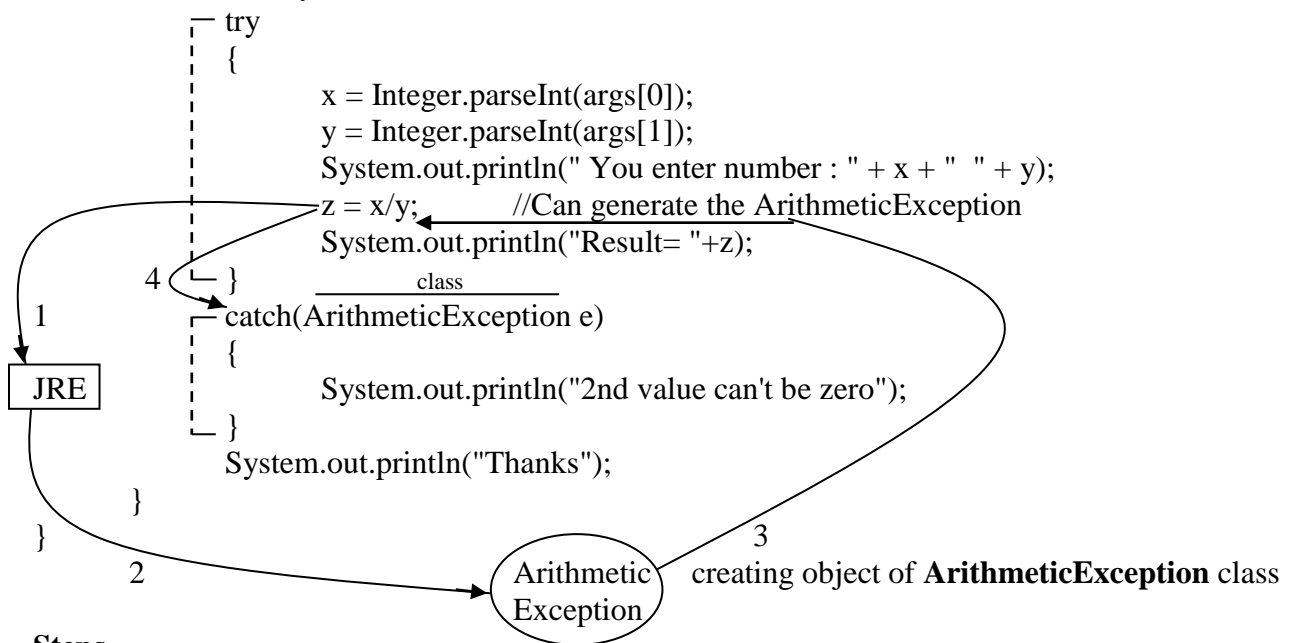 try
{
x = Integer.parseInt(args[0]);
y = Integer.parseInt(args[1]);
System.out.println(" You enter number : " + x + "  " + y);
z = x/y; //Can generate the ArithmeticException
System.out.println("Result= "+z);
4 }
class
1 catch(ArithmeticException e)
{
JRE System.out.println("2nd value can't be zero");
}
System.out.println("Thanks");
}
} 3
2 Arithmetic creating object of ArithmeticException class
Exception
Steps